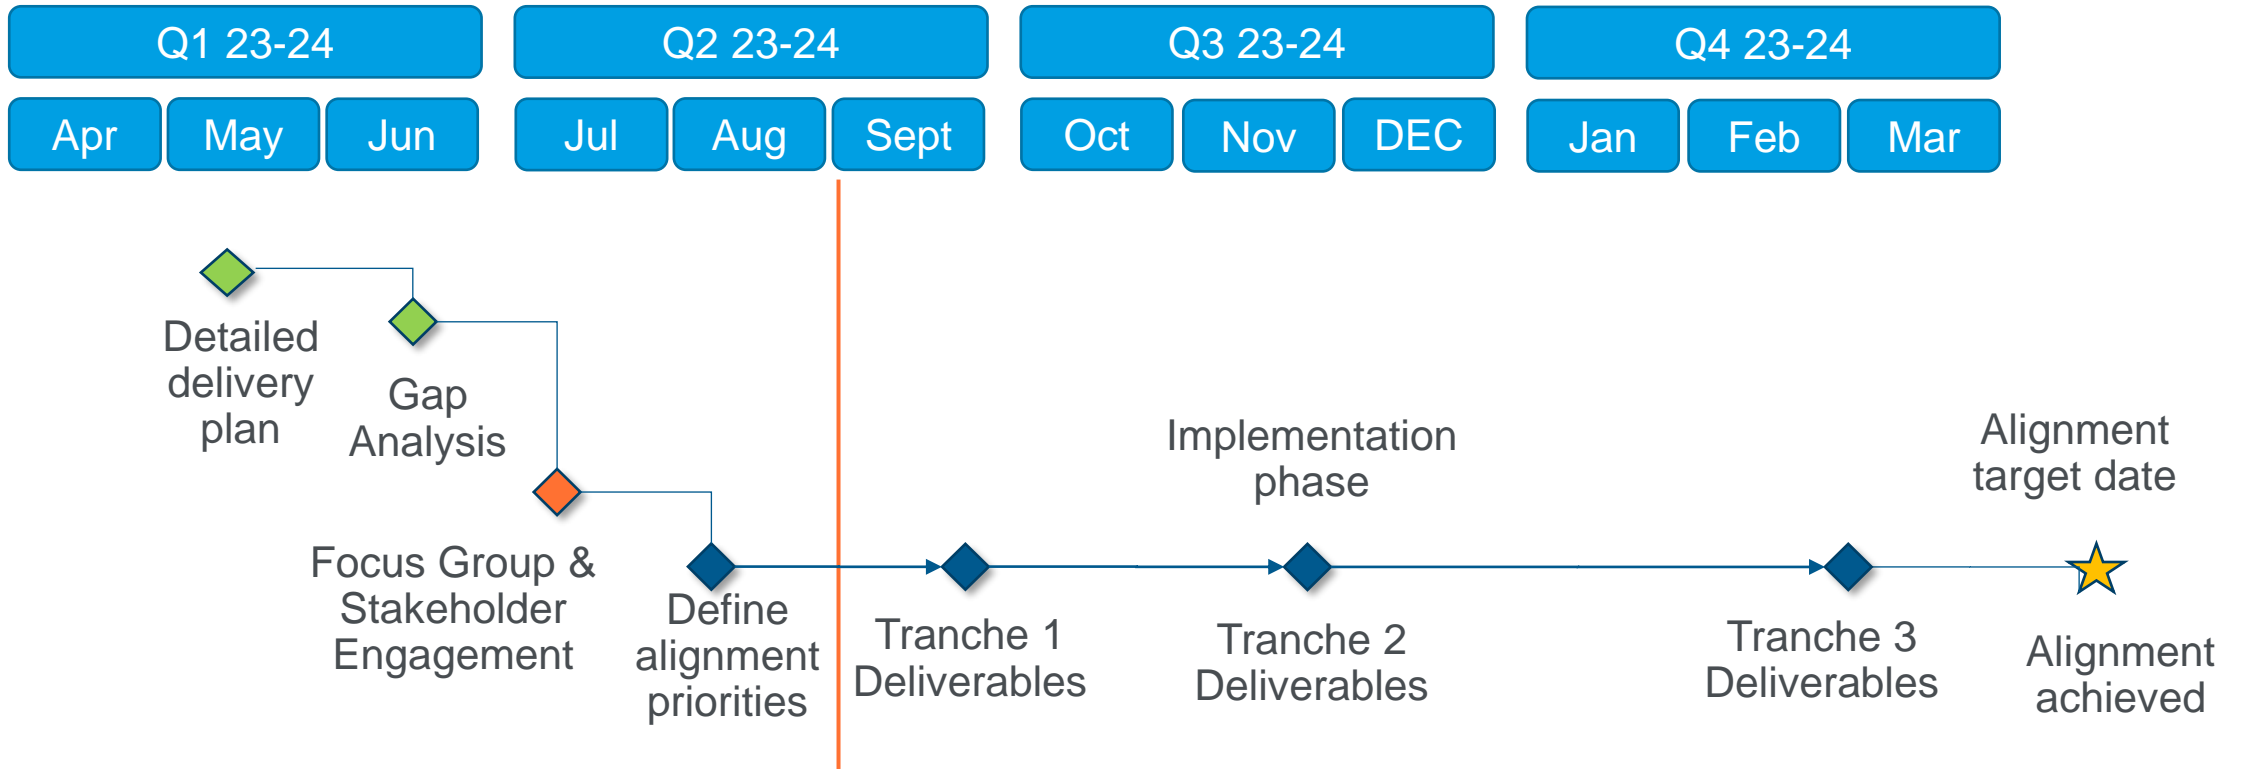 Q1 23-24
Q2 23-24
Q3 23-24
Q4 23-24
Apr
May
Jun
Jul
Aug
Sept
Oct
Nov
DEC
Jan
Feb
Mar
Detailed
delivery
plan
Gap
Analysis
Focus Group &
Stakeholder
Engagement
Define
alignment
priorities
Tranche 1
Deliverables
Implementation
phase
Tranche 2
Deliverables
Tranche 3
Deliverables
Alignment
target date
Alignment
achieved